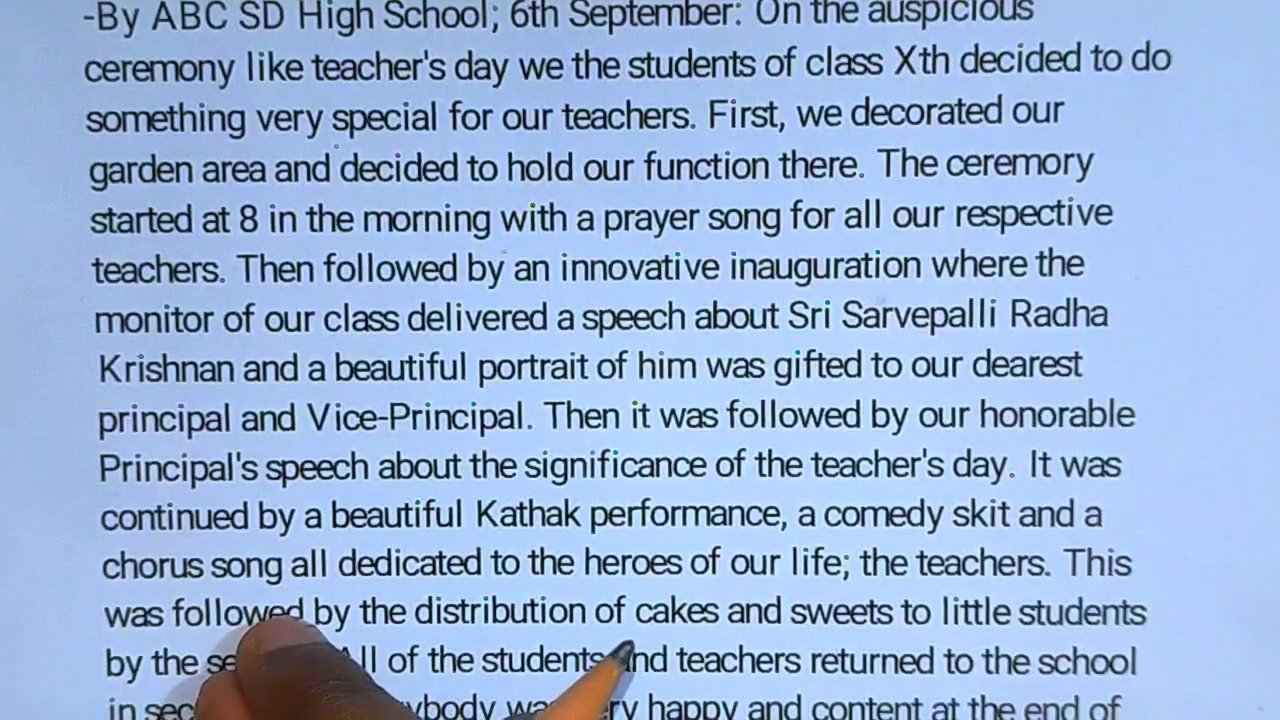 -By ABC SD High School; 6th September: On the auspicious
ceremony like teacher's day we the students of class Xth decided to do
something very special for our teachers. First, we decorated our
garden area and decided to hold our function there. The ceremory
started at 8 in the morning with a prayer song for all our respective
teachers. Then followed by an innovative inauguration where the
monitor of our class delivered a speech about Sri Sarvepalli Radha
Krishnan and a beautiful portrait of him was gifted to our dearest
principal and Vice-Principal. Then it was followed by our honorable
Principal's speech about the significance of the teacher's day. It was
continued by a beautiful Kathak performance, a comedy skit and a
chorus song all dedicated to the heroes of our life; the teachers. This
was followed by the distribution of cakes and sweets to little students
by the All of the students and teachers returned to the school
in happy and content at the end of